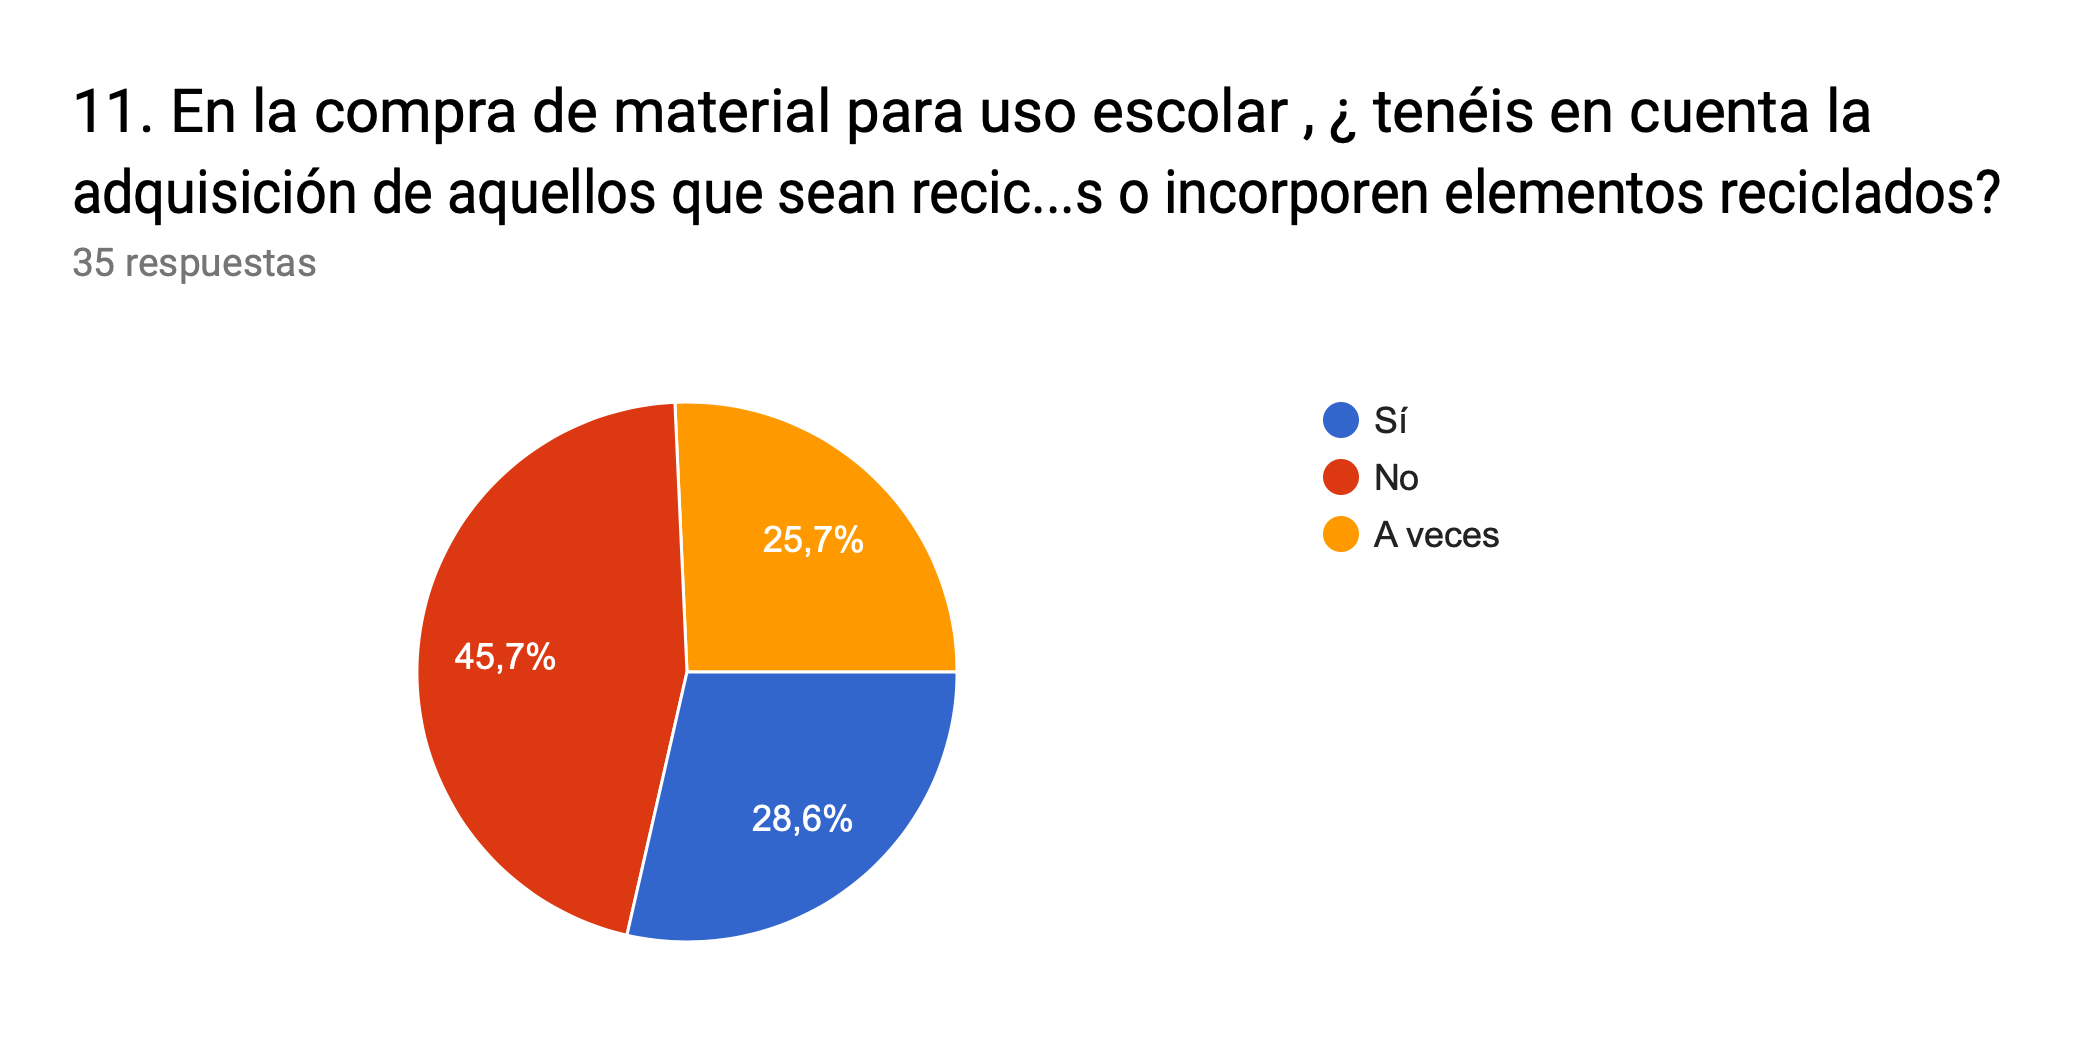 11. En la compra de material para uso escolar , ¿ tenéis en cuenta la
adquisición de aquellos que sean recic...s o incorporen elementos reciclados?
35 respuestas
Sí
No
A veces
25,7%
45,7%
28,6%